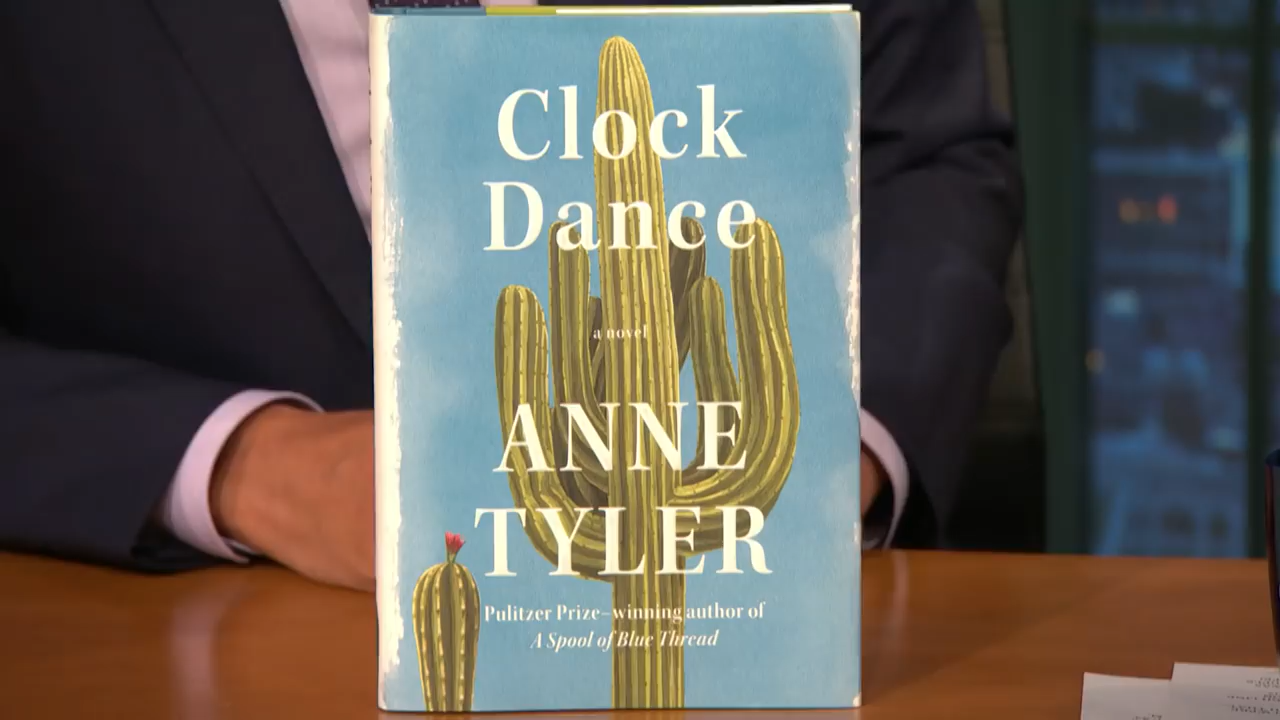 Clock
Dance
a novel
ANNE
TYLER
Pulitzer Prize–winning author of
A Spool of Blue Thread